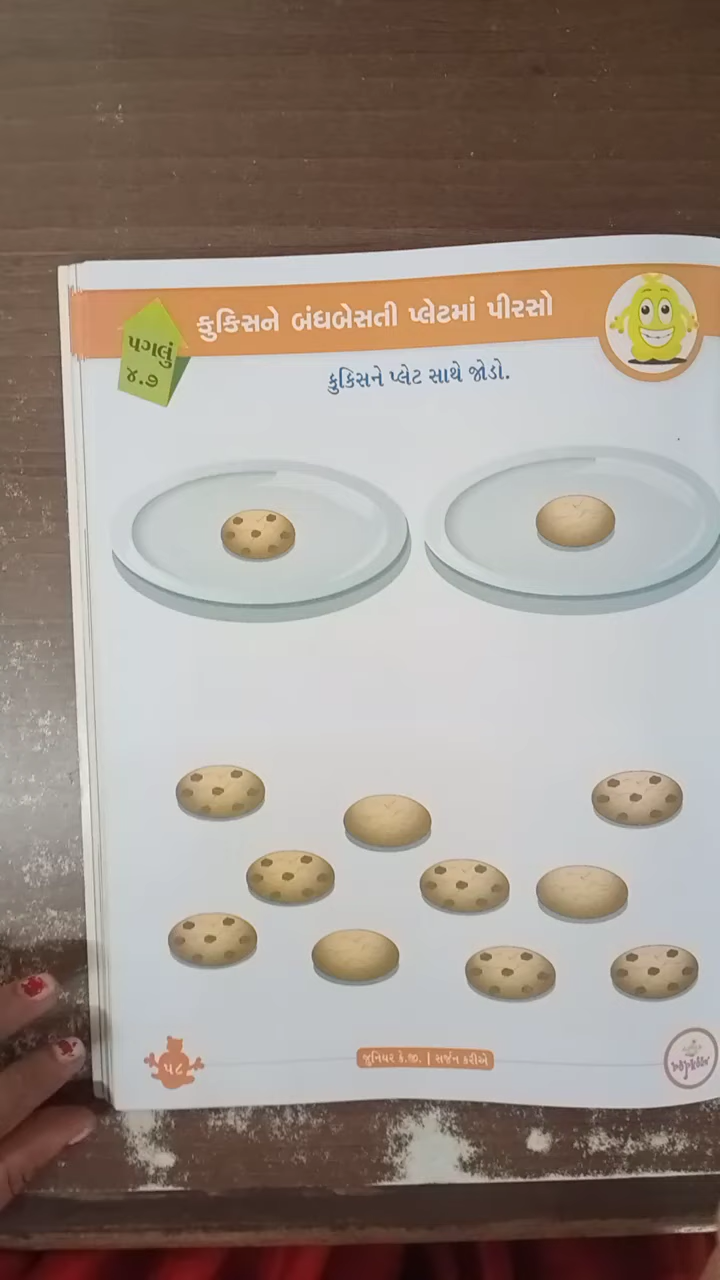 કુકિસને બંધબેસતી પ્લેટમાં પીરસો
પગલું
૪.૭
કુકિસને પ્લેટ સાથે જોડો.
૫૮
જુનિયર કે.જી. | સર્જન કરીએ